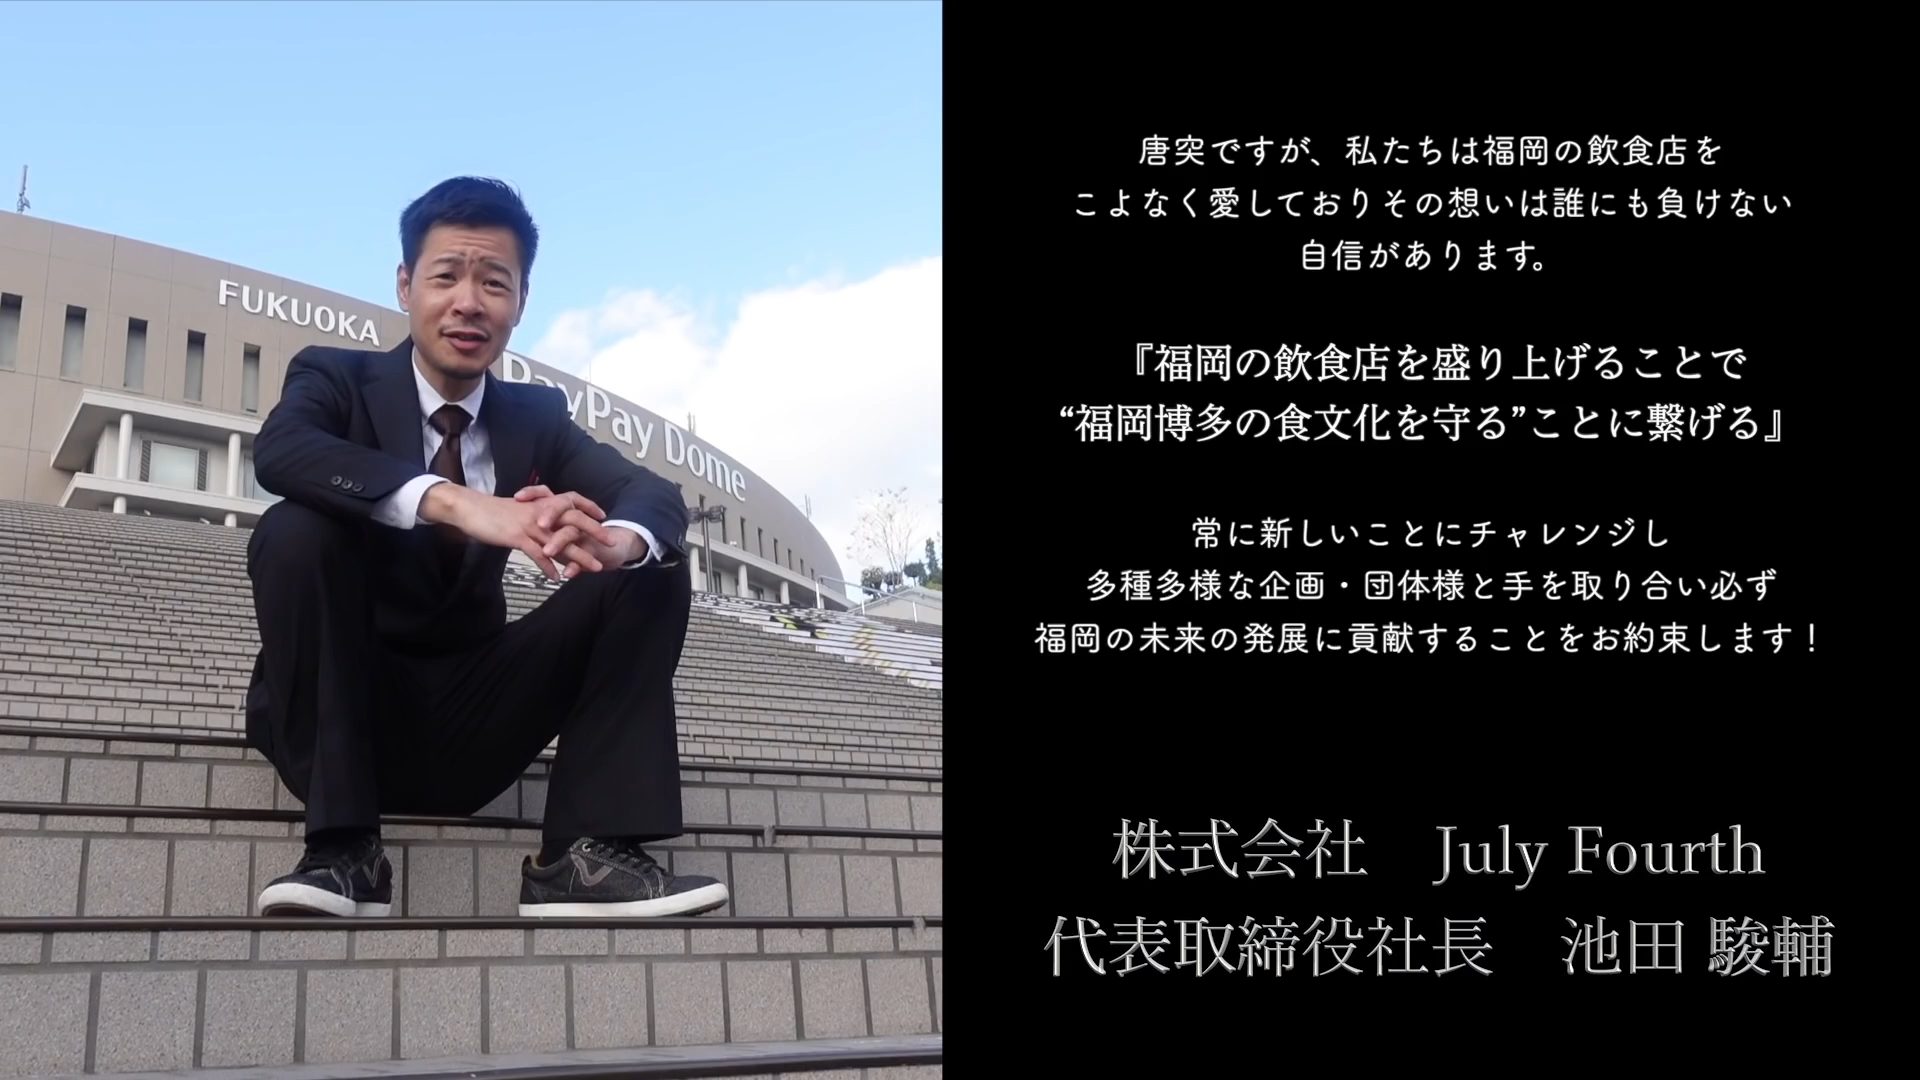 FUKUOKA
PayPay Dome
唐突ですが、私たちは福岡の飲食店を
こよなく愛しておりその想いは誰にも負けない
自信があります。
『福岡の飲食店を盛り上げることで
“福岡博多の食文化を守る”ことに繋げる』
常に新しいことにチャレンジし
多種多様な企画・団体様と手を取り合い必ず
福岡の未来の発展に貢献することをお約束します！
株式会社　July Fourth
代表取締役社長　池田 駿輔